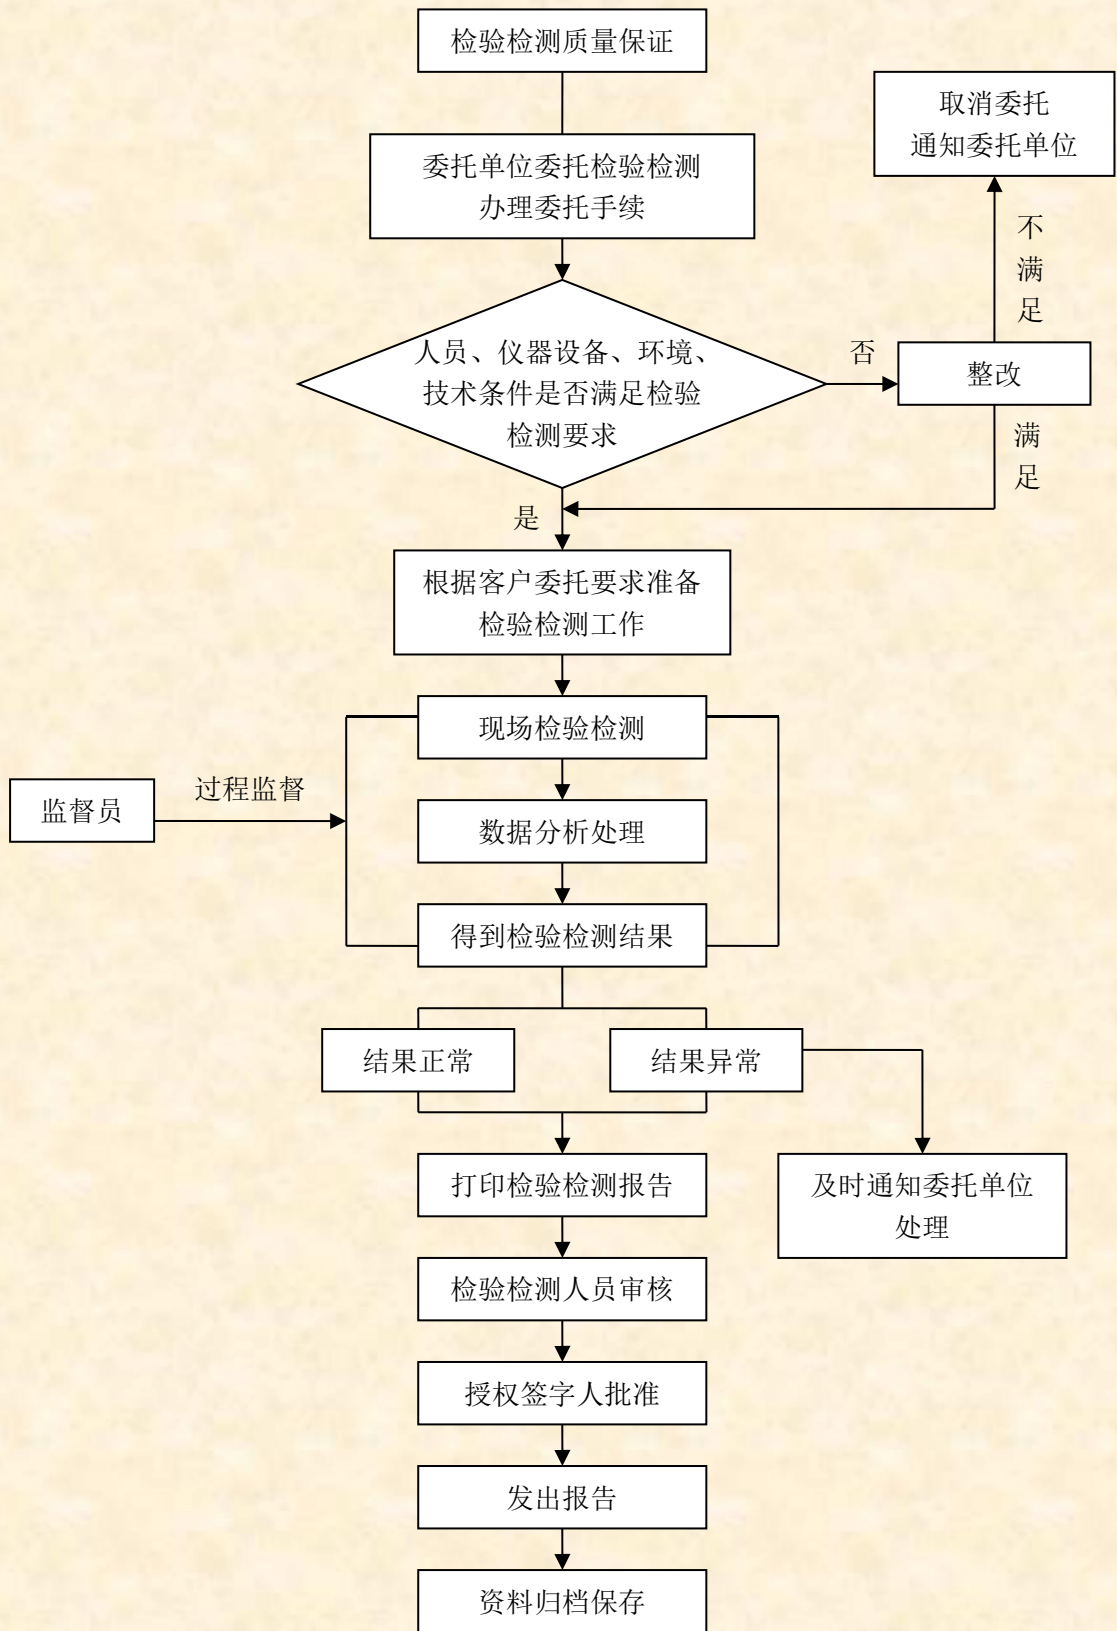 检验检测质量保证
取消委托
通知委托单位
委托单位委托检验检测
办理委托手续
不
满
足
人员、仪器设备、环境、
技术条件是否满足检验
检测要求
否
整改
满
足
是
根据客户委托要求准备
检验检测工作
现场检验检测
监督员
过程监督
数据分析处理
得到检验检测结果
结果正常
结果异常
打印检验检测报告
及时通知委托单位
处理
检验检测人员审核
授权签字人批准
发出报告
资料归档保存